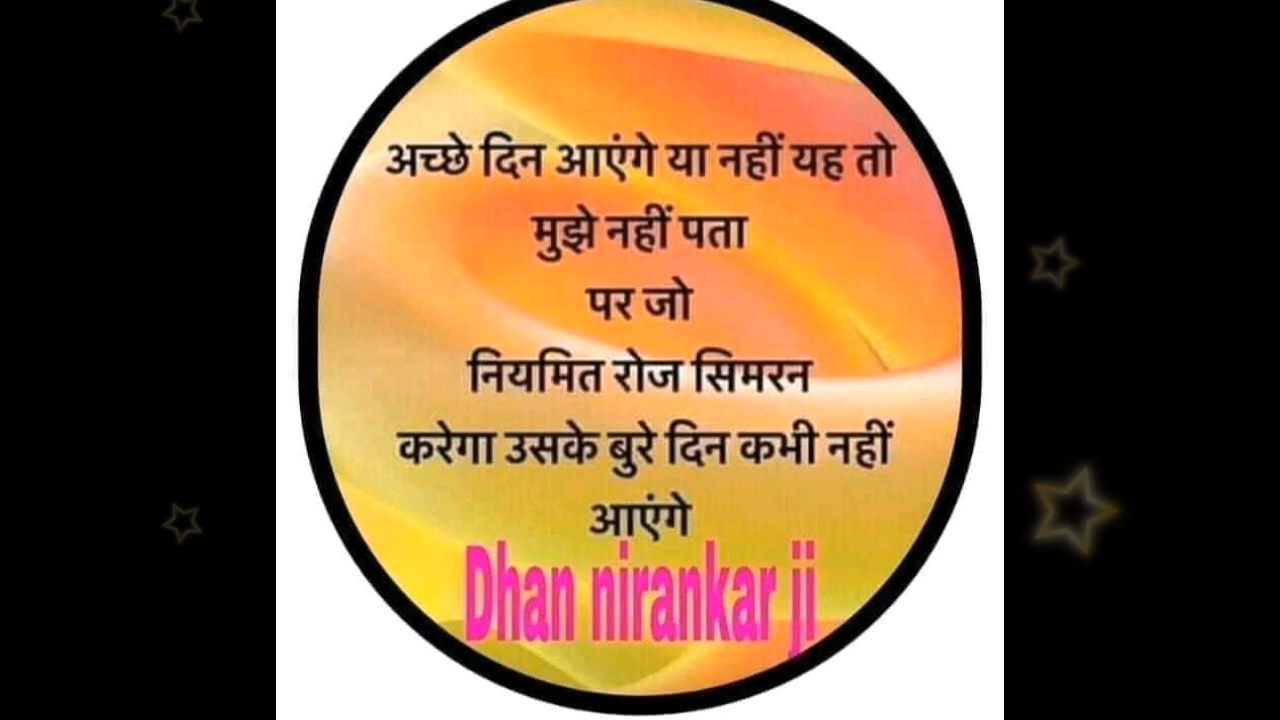 अच्छे दिन आएंगे या नहीं यह तो
मुझे नहीं पता
पर जो
नियमित रोज सिमरन
करेगा उसके बुरे दिन कभी नहीं
आएंगे
Dhan nirankar ji